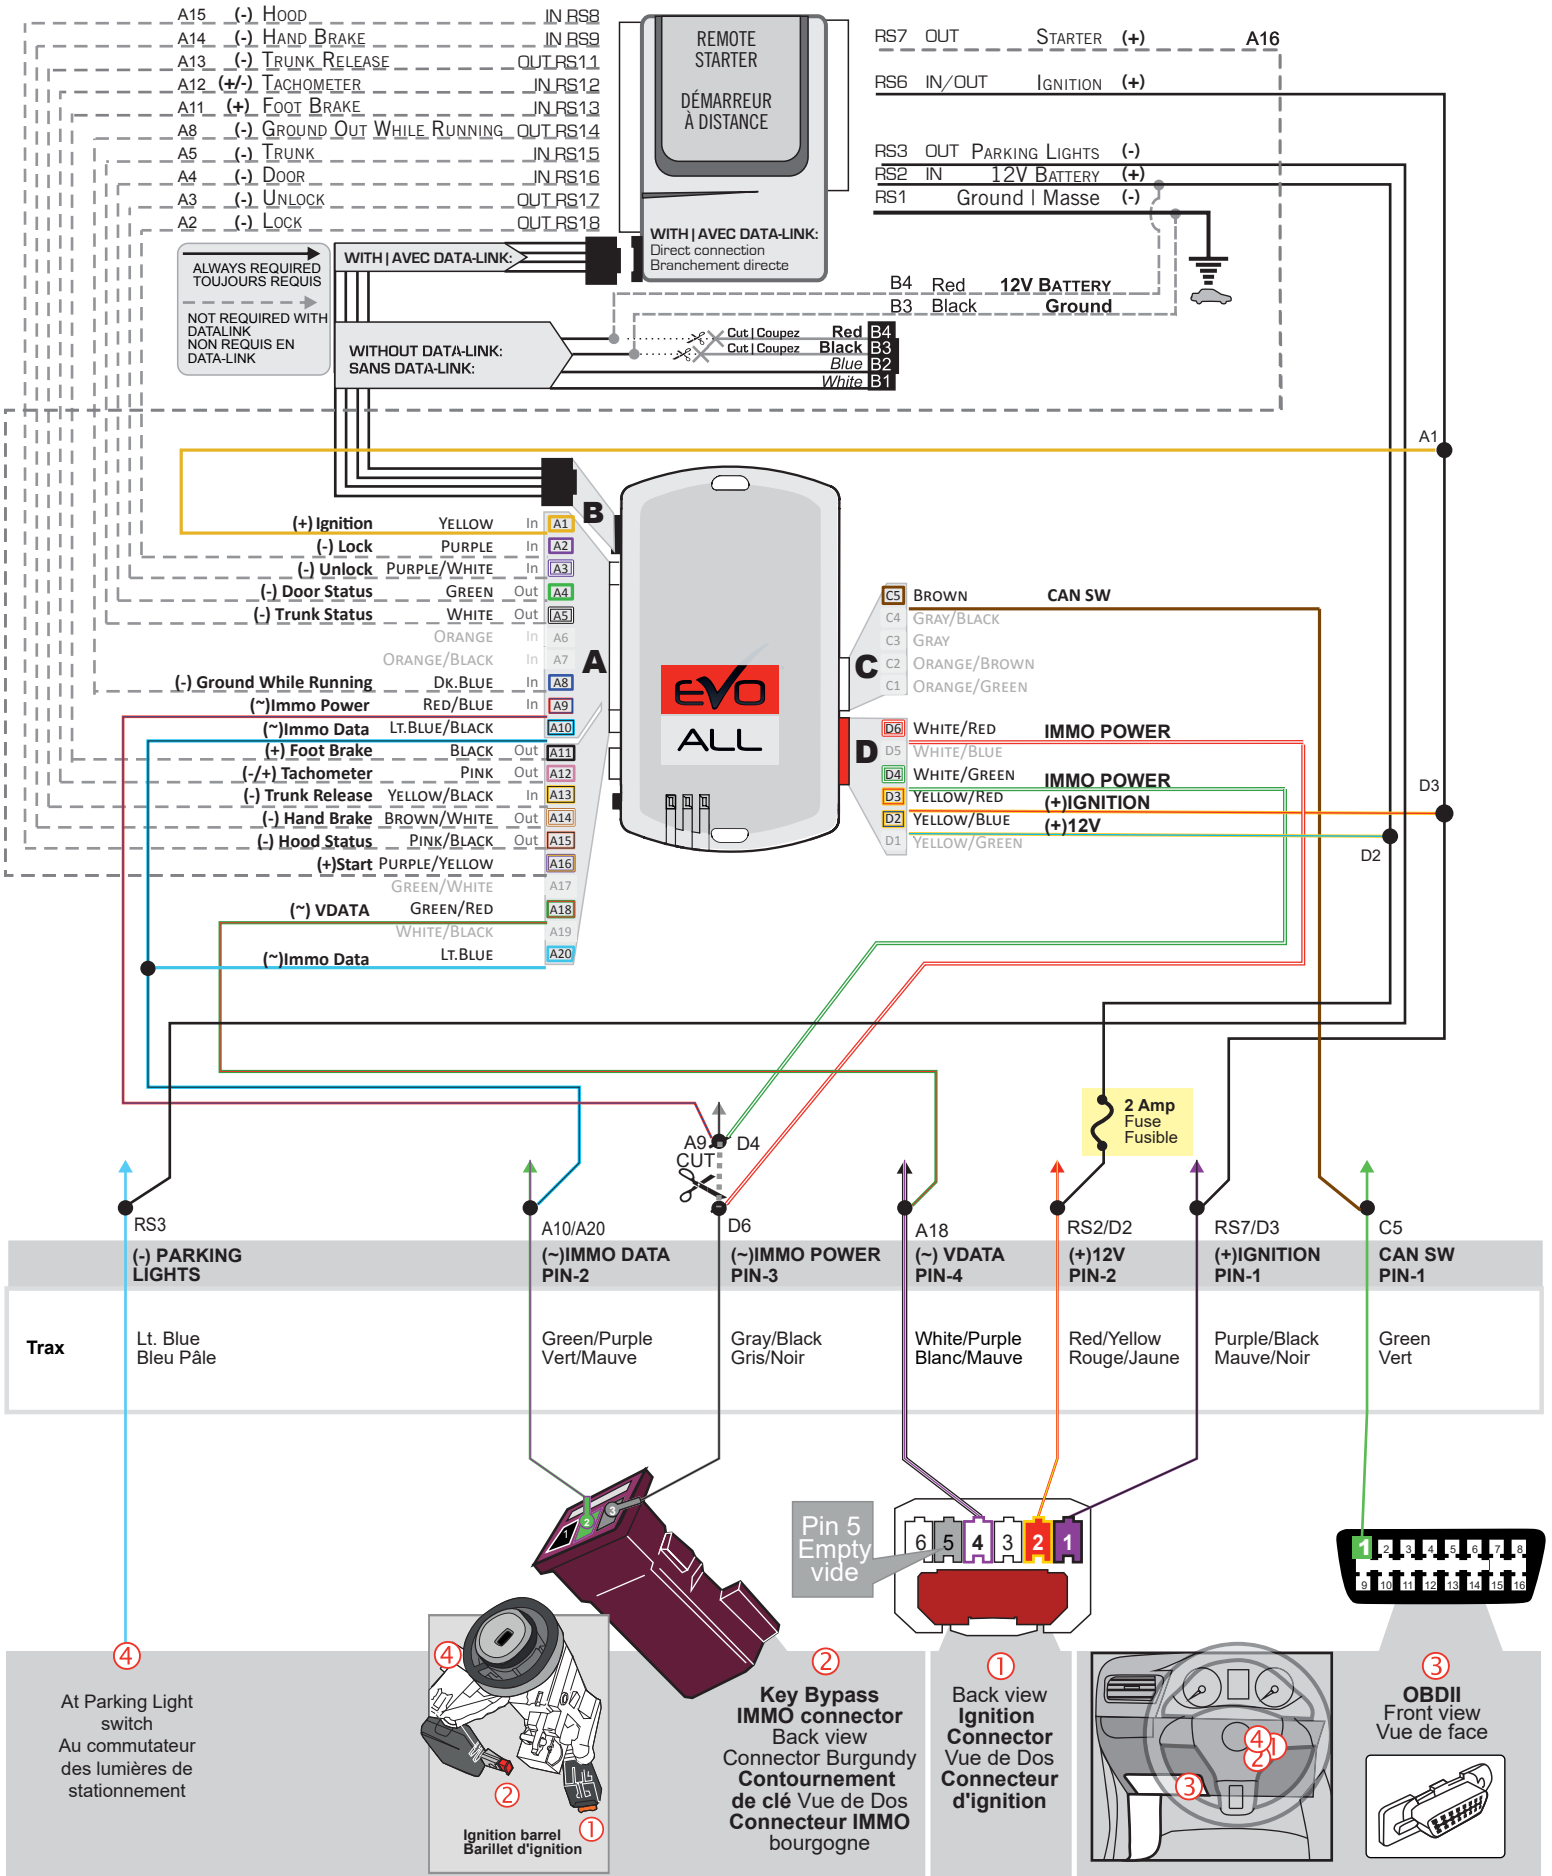 A15 (-) HOOD IN RS8
A14 (-) HAND BRAKE IN RS9
A13 (-) TRUNK RELEASE OUT RS11
A12 (+/-) TACHOMETER IN RS12
A11 (+) FOOT BRAKE IN RS13
A8 (-) GROUND OUT WHILE RUNNING OUT RS14
A5 (-) TRUNK IN RS15
A4 (-) DOOR IN RS16
A3 (-) UNLOCK OUT RS17
A2 (-) LOCK OUT RS18
REMOTE
STARTER
DÉMARREUR
À DISTANCE
WITH | AVEC DATA-LINK:
Direct connection
Branchement directe
RS7 OUT STARTER (+) A16
RS6 IN/OUT IGNITION (+)
RS3 OUT PARKING LIGHTS (-)
RS2 IN 12V BATTERY (+)
RS1 Ground | Masse (-)
ALWAYS REQUIRED
TOUJOURS REQUIS
NOT REQUIRED WITH
DATALINK
NON REQUIS EN
DATA-LINK
WITH | AVEC DATA-LINK:
WITHOUT DATA-LINK:
SANS DATA-LINK:
B4 Red 12V BATTERY
B3 Black Ground
Cut | Coupez Red B4
Cut | Coupez Black B3
Blue B2
White B1
A1
B
(+) Ignition YELLOW In A1
(-) Lock PURPLE In A2
(-) Unlock PURPLE/WHITE In A3
(-) Door Status GREEN Out A4
(-) Trunk Status WHITE Out A5
ORANGE In A6
ORANGE/BLACK In A7
(-) Ground While Running DK.BLUE In A8
(~)Immo Power RED/BLUE In A9
(~)Immo Data LT.BLUE/BLACK A10
(+) Foot Brake BLACK Out A11
(-/+) Tachometer PINK Out A12
(-) Trunk Release YELLOW/BLACK In A13
(-) Hand Brake BROWN/WHITE Out A14
(-) Hood Status PINK/BLACK Out A15
(+)Start PURPLE/YELLOW A16
GREEN/WHITE A17
(~) VDATA GREEN/RED A18
WHITE/BLACK A19
(~)Immo Data LT.BLUE A20
A
EVO
ALL
C
C5 BROWN CAN SW
C4 GRAY/BLACK
C3 GRAY
C2 ORANGE/BROWN
C1 ORANGE/GREEN
D
D6 WHITE/RED IMMO POWER
D5 WHITE/BLUE
D4 WHITE/GREEN IMMO POWER
D3 YELLOW/RED (+)IGNITION
D2 YELLOW/BLUE (+)12V
D1 YELLOW/GREEN
D3
D2
2 Amp
Fuse
Fusible
A9 D4
CUT
RS3
A10/A20
D6
A18
RS2/D2
RS7/D3
C5
(-) PARKING
LIGHTS
(~)IMMO DATA
PIN-2
(~)IMMO POWER
PIN-3
(~) VDATA
PIN-4
(+)12V
PIN-2
(+)IGNITION
PIN-1
CAN SW
PIN-1
Trax
Lt. Blue
Bleu Pâle
Green/Purple
Vert/Mauve
Gray/Black
Gris/Noir
White/Purple
Blanc/Mauve
Red/Yellow
Rouge/Jaune
Purple/Black
Mauve/Noir
Green
Vert
1 2 3
Pin 5
Empty
vide
6 5 4 3 2 1
1 2 3 4 5 6 7 8
9 10 11 12 13 14 15 16
4
At Parking Light
switch
Au commutateur
des lumières de
stationnement
4
2
1
Ignition barrel
Barillet d'ignition
2
Key Bypass
IMMO connector
Back view
Connector Burgundy
Contournement
de clé Vue de Dos
Connecteur IMMO
bourgogne
1
Back view
Ignition
Connector
Vue de Dos
Connecteur
d'ignition
4
1
2
3
3
OBDII
Front view
Vue de face